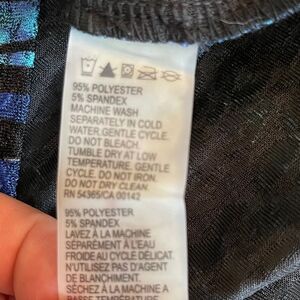 95% POLYESTER
5% SPANDEX
MACHINE WASH
SEPARATELY IN COLD
WATER.GENTLE CYCLE.
DO NOT BLEACH.
TUMBLE DRY AT LOW
TEMPERATURE. GENTLE
CYCLE. DO NOT IRON.
DO NOT DRY CLEAN.
RN 54365/CA 00142
95% POLYESTER
5% SPANDEX
LAVEZ À LA MACHINE
SÉPARÉMENT À L'EAU
FROIDE AU CYCLE DÉLICAT.
N'UTILISEZ PAS D'AGENT
DE BLANCHIMENT.
SÉCHEZ À LA MACHINE A
BASSE TEMPÉRATURE